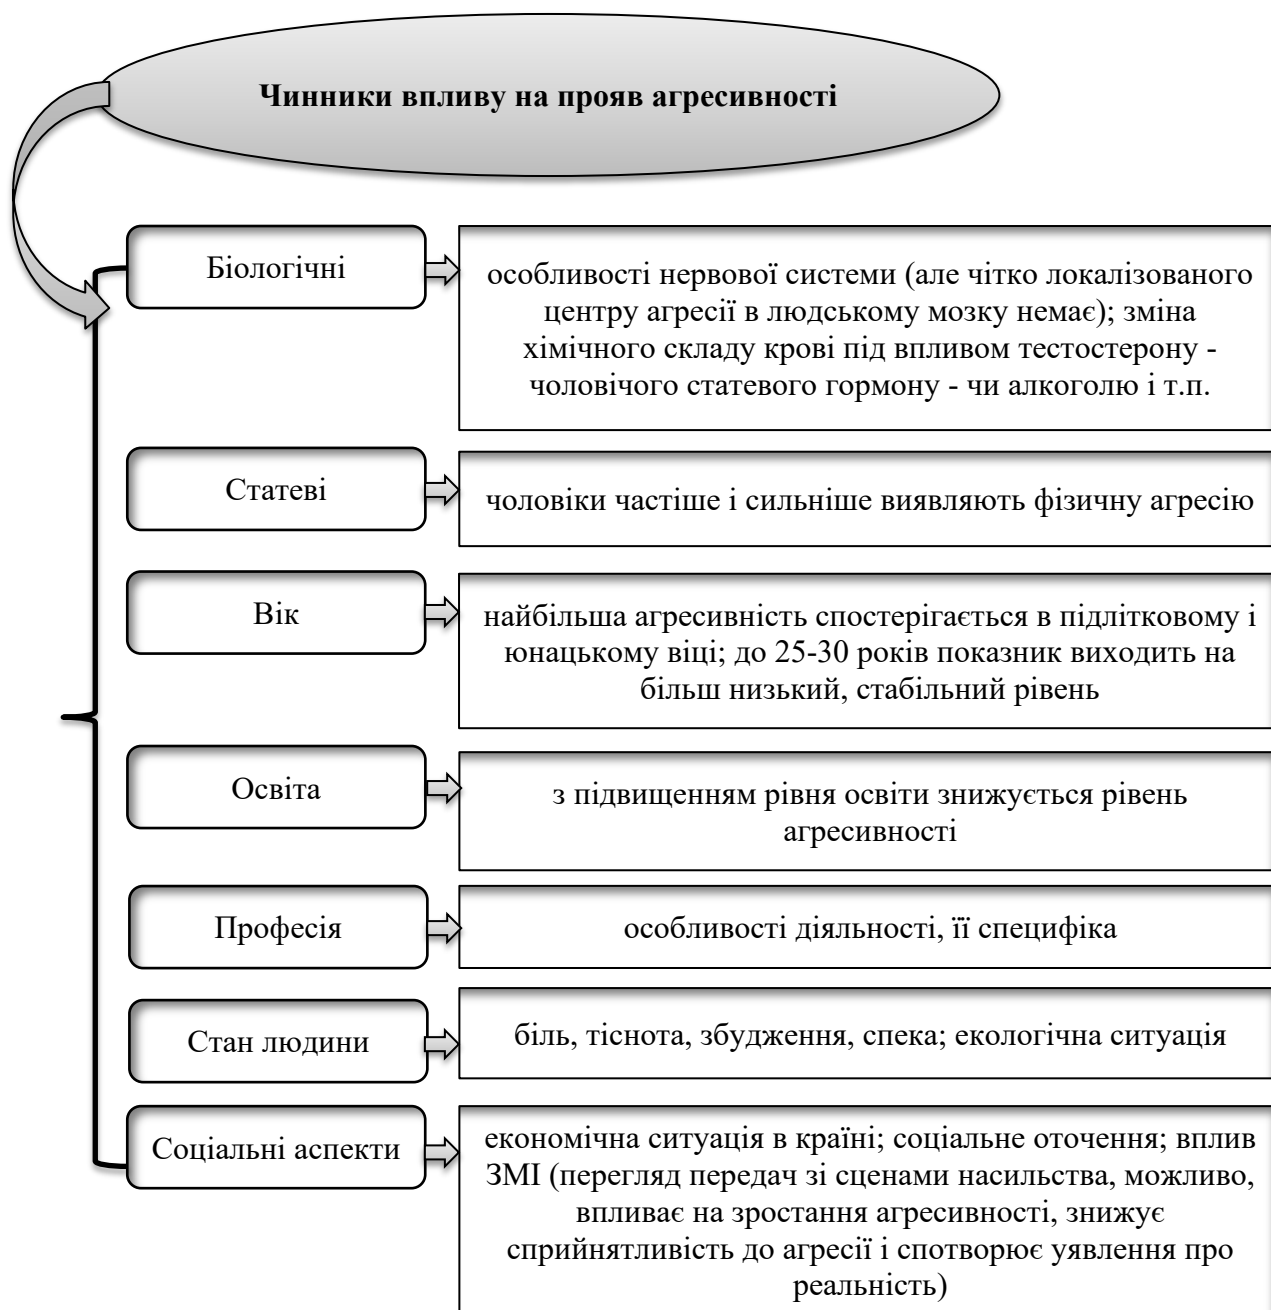 Чинники впливу на прояв агресивності
Біологічні
особливості нервової системи (але чітко локалізованого
центру агресії в людському мозку немає); зміна
хімічного складу крові під впливом тестостерону -
чоловічого статевого гормону - чи алкоголю і т.п.
Статеві
чоловіки частіше і сильніше виявляють фізичну агресію
Вік
найбільша агресивність спостерігається в підлітковому і
юнацькому віці; до 25-30 років показник виходить на
більш низький, стабільний рівень
Освіта
з підвищенням рівня освіти знижується рівень
агресивності
Професія
особливості діяльності, її специфіка
Стан людини
біль, тіснота, збудження, спека; екологічна ситуація
Соціальні аспекти
економічна ситуація в країні; соціальне оточення; вплив
ЗМІ (перегляд передач зі сценами насильства, можливо,
впливає на зростання агресивності, знижує
сприйнятливість до агресії і спотворює уявлення про
реальність)